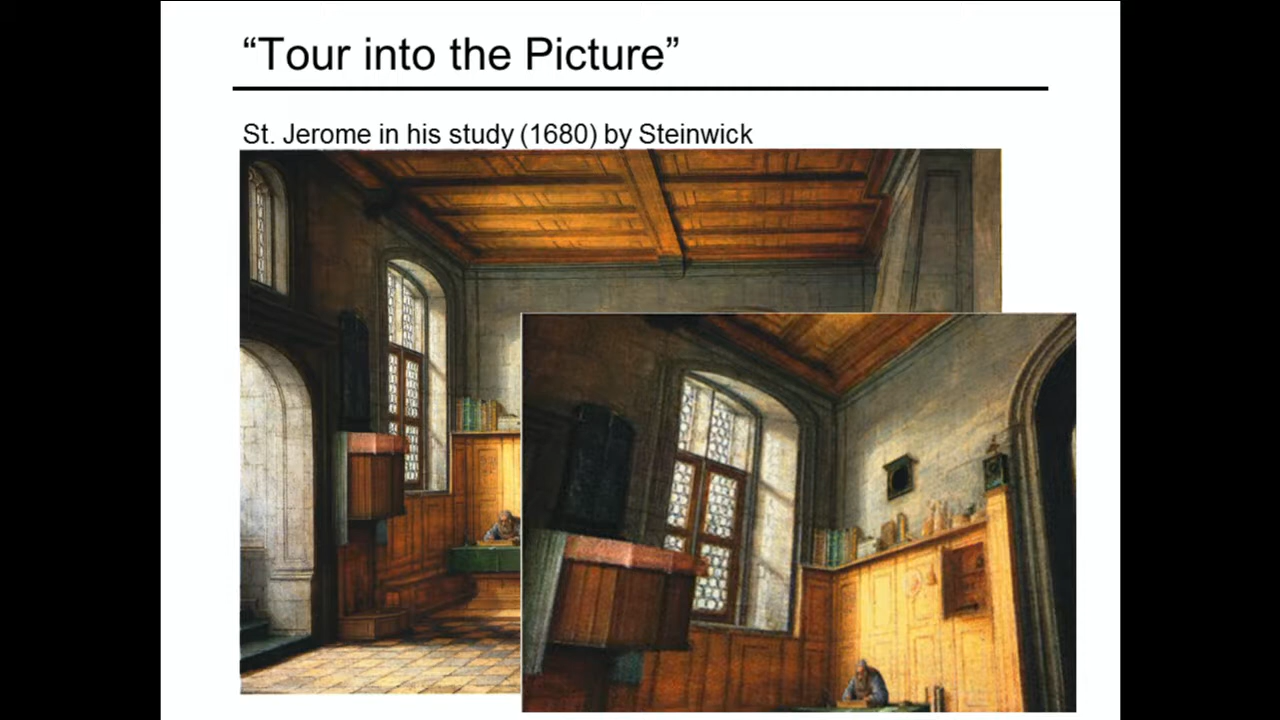 “Tour into the Picture”
St. Jerome in his study (1680) by Steinwick